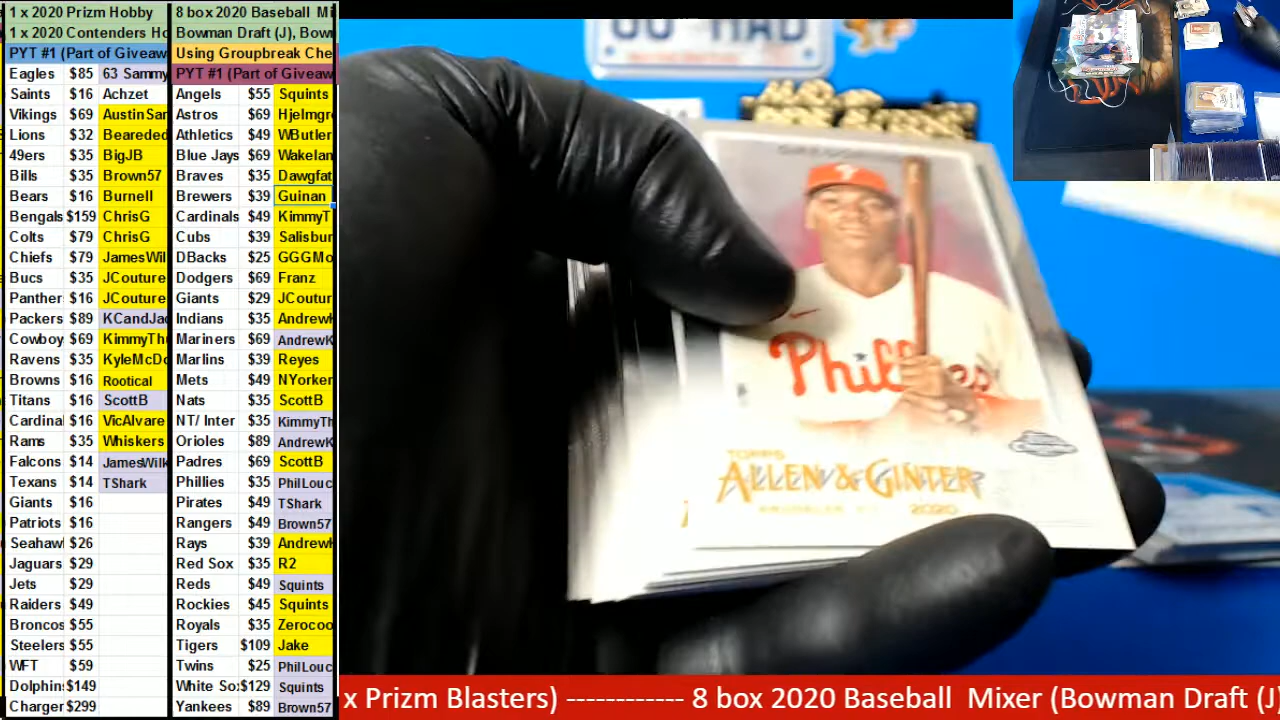 1 x 2020 Prizm Hobby
1 x 2020 Contenders Ho
PYT #1 (Part of Giveaw
Eagles $85 63 Sammy
Saints $16 Achzet
Vikings $69 AustinSar
Lions $32 Beareded
49ers $35 BigJB
Bills $35 Brown57
Bears $16 Burnell
Bengals $159 ChrisG
Colts $79 ChrisG
Chiefs $79 JamesWil
Bucs $35 JCouture
Panther $16 JCouture
Packers $89 KCandJac
Cowboy $69 KimmyTh
Ravens $35 KyleMcDo
Browns $16 Rootical
Titans $16 ScottB
Cardina $16 VicAlvare
Rams $35 Whiskers
Falcons $14 JamesWilk
Texans $14 TShark
Giants $16
Patriots $16
Seahaw $26
Jaguars $29
Jets $29
Raiders $49
Broncos $55
Steelers $55
WFT $59
Dolphin $149
Charger $299
8 box 2020 Baseball Mi
Bowman Draft (J), Bow
Using Groupbreak Che
PYT #1 (Part of Giveaw
Angels $55 Squints
Astros $69 Hjelmgr
Athletics $49 WButler
Blue Jays $69 Wakelan
Braves $35 Dawgfat
Brewers $39 Guinan
Cardinals $49 KimmyT
Cubs $39 Salisbur
DBacks $25 GGGMo
Dodgers $69 Franz
Giants $29 JCoutur
Indians $35 AndrewK
Mariners $69 AndrewK
Marlins $39 Reyes
Mets $49 NYorker
Nats $35 ScottB
NT/ Inter $35 KimmyTh
Orioles $89 AndrewK
Padres $69 ScottB
Phillies $35 PhilLouc
Pirates $49 TShark
Rangers $49 Brown57
Rays $39 AndrewK
Red Sox $35 R2
Reds $49 Squints
Rockies $45 Squints
Royals $35 Zerocoo
Tigers $109 Jake
Twins $25 PhilLouc
White So $129 Squints
Yankees $89 Brown57
Phillies
TOPPS
ALLEN & GINTER
2020
x Prizm Blasters) ------------ 8 box 2020 Baseball Mixer (Bowman Draft (J)